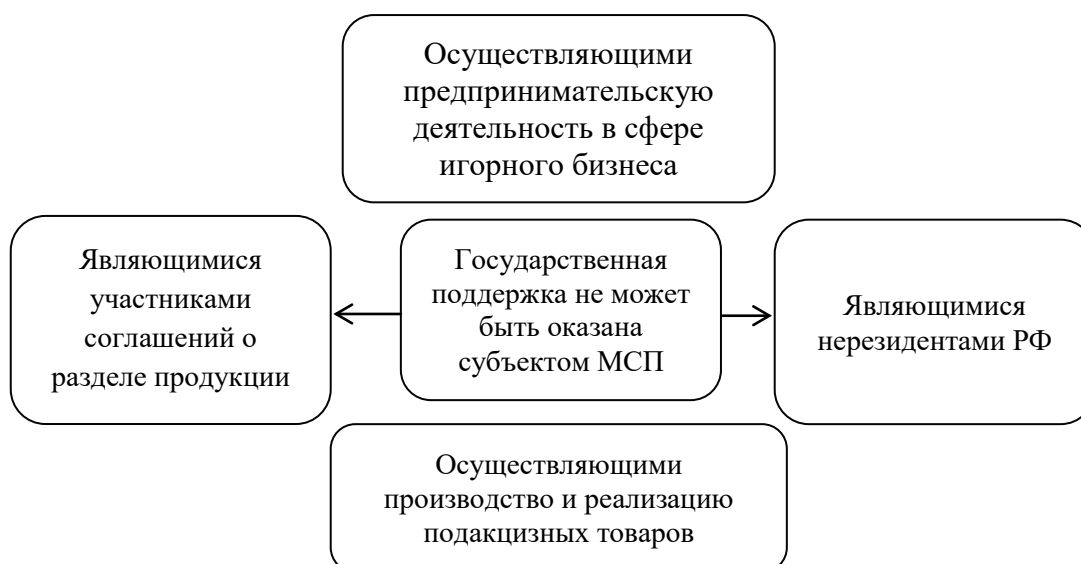 Осуществляющими
предпринимательскую
деятельность в сфере
игорного бизнеса
Являющимися
участниками
соглашений о
разделе продукции
Государственная
поддержка не может
быть оказана
субъектом МСП
Являющимися
нерезидентами РФ
Осуществляющими
производство и реализацию
подакцизных товаров